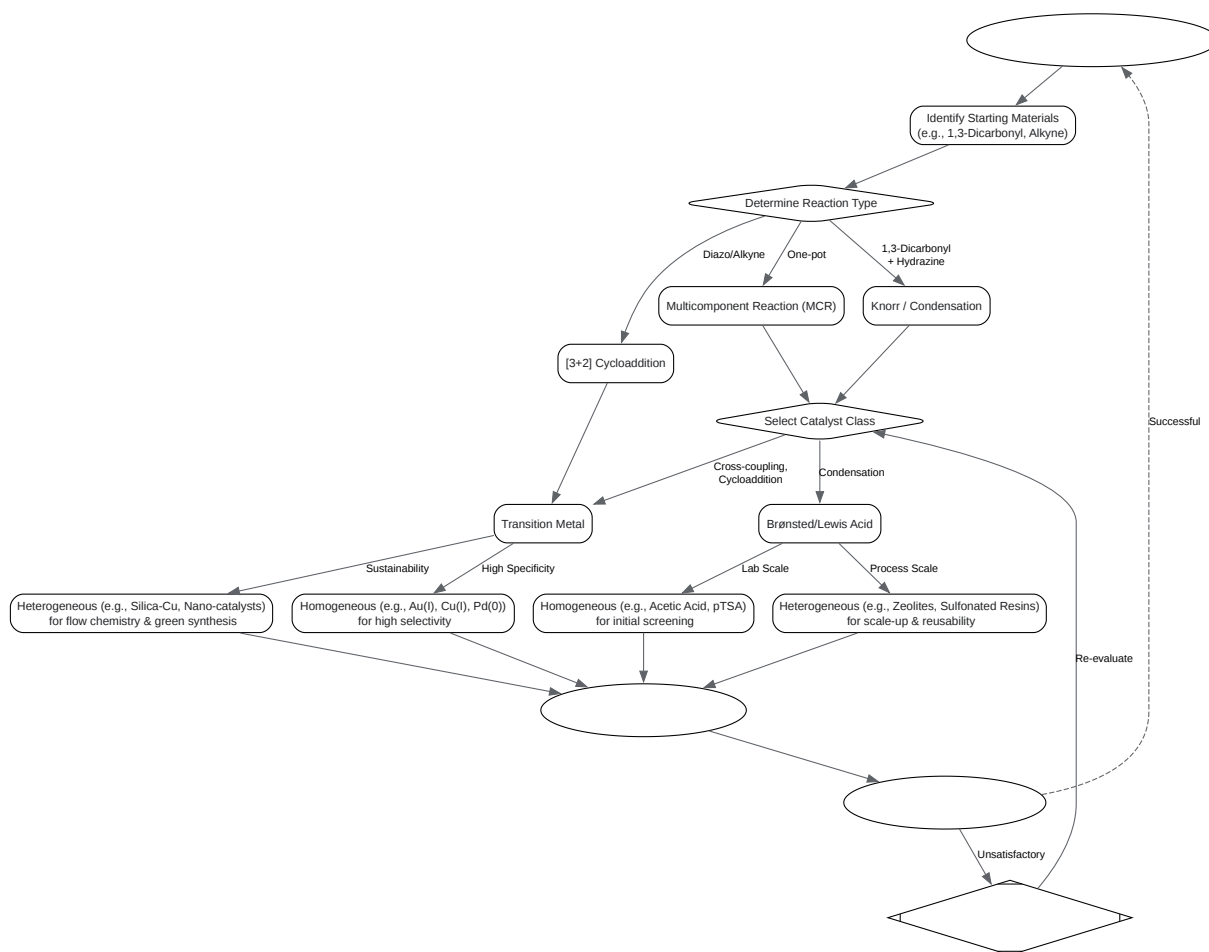 Identify Starting Materials
(e.g., 1,3-Dicarbonyl, Alkyne)
Determine Reaction Type
Diazo/Alkyne
One-pot
1,3-Dicarbonyl
+ Hydrazine
Multicomponent Reaction (MCR)
Knorr / Condensation
[3+2] Cycloaddition
Select Catalyst Class
Successful
Cross-coupling,
Cycloaddition
Condensation
Transition Metal
Brønsted/Lewis Acid
Sustainability
High Specificity
Lab Scale
Process Scale
Heterogeneous (e.g., Silica-Cu, Nano-catalysts)
for flow chemistry & green synthesis
Homogeneous (e.g., Au(I), Cu(I), Pd(0))
for high selectivity
Homogeneous (e.g., Acetic Acid, pTSA)
for initial screening
Heterogeneous (e.g., Zeolites, Sulfonated Resins)
for scale-up & reusability
Re-evaluate
Unsatisfactory